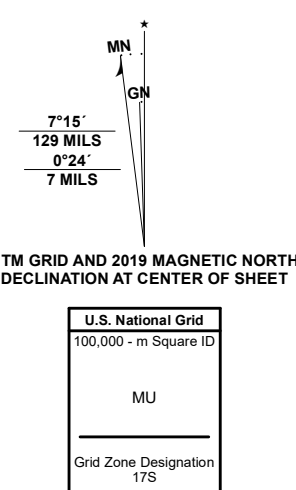 ★
MN
GN
7°15´
129 MILS
0°24´
7 MILS
TM GRID AND 2019 MAGNETIC NORTH
DECLINATION AT CENTER OF SHEET
U.S. National Grid
100,000 - m Square ID
MU
Grid Zone Designation
17S